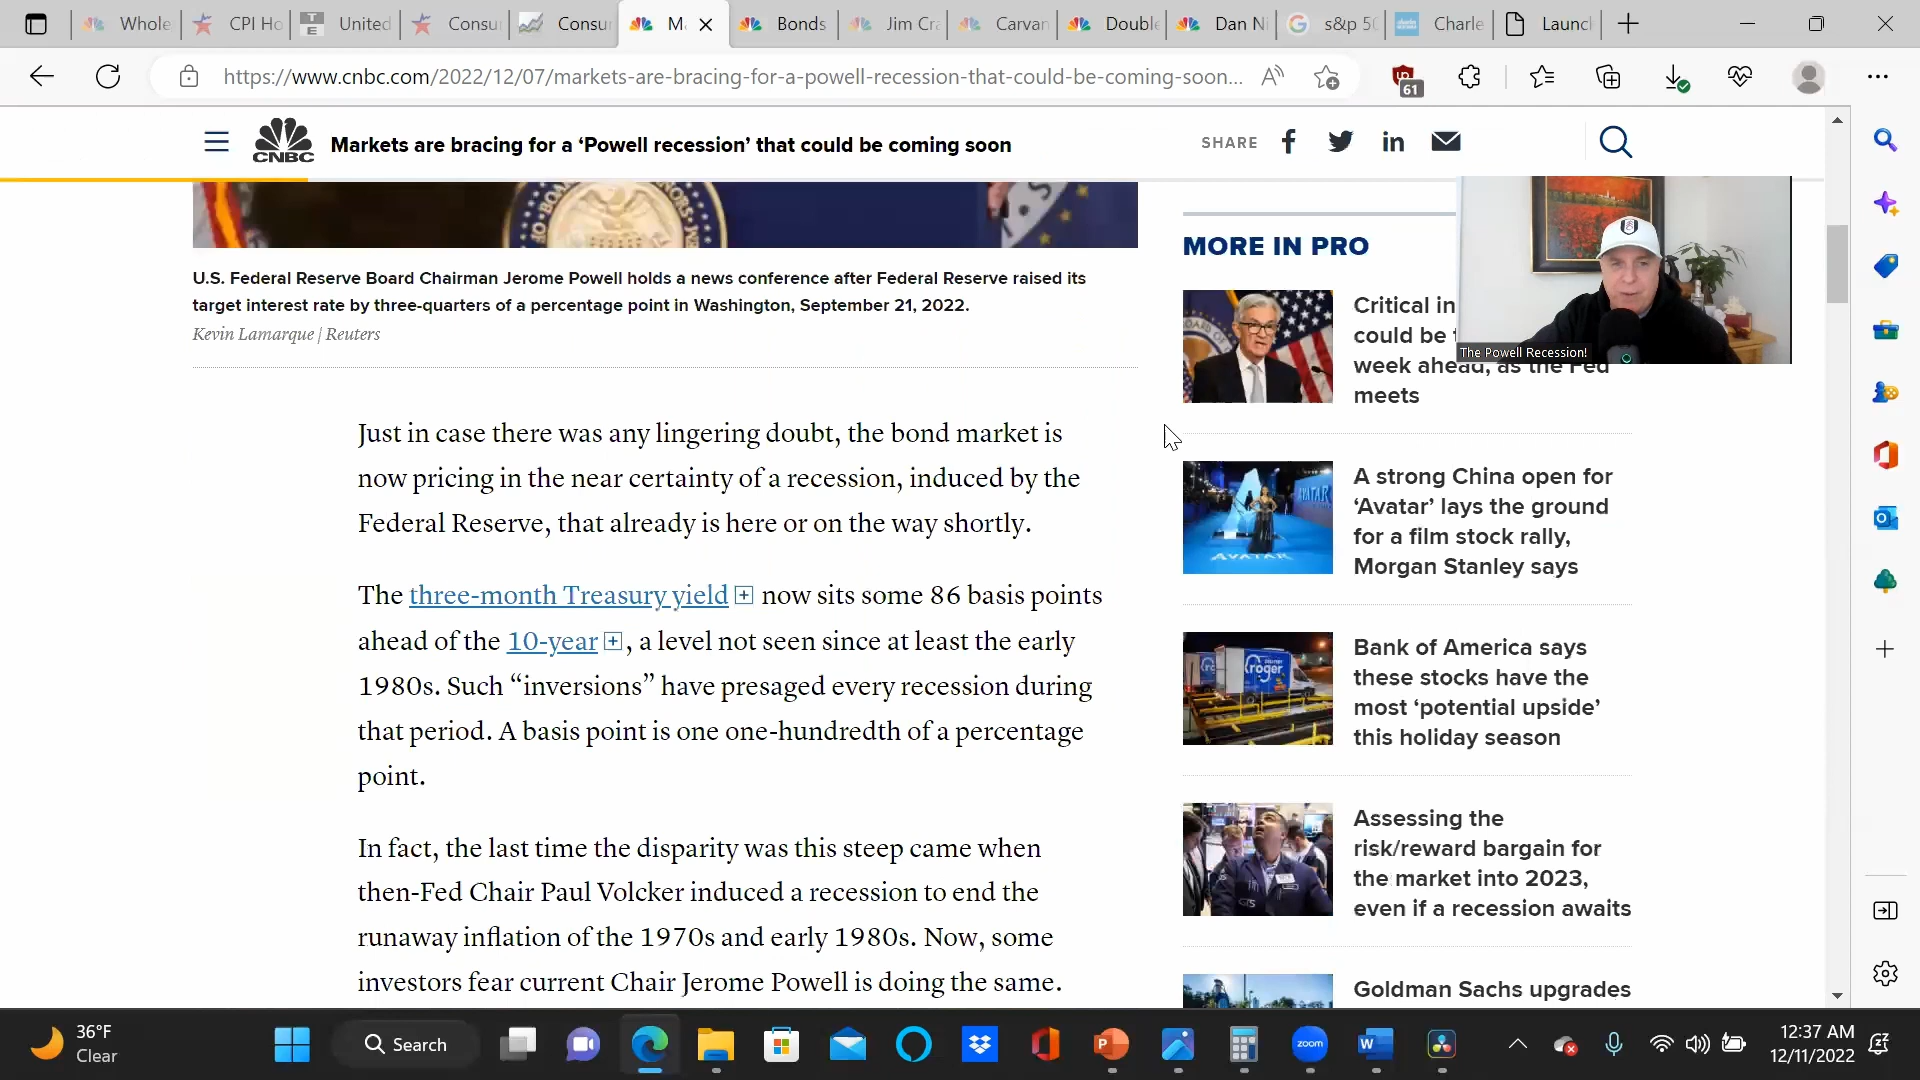 Whole
CPI Ho
United
Consu
Consu
M
Bonds
Jim Cra
Carvan
Double
Dan Ni
s&p 50
Charle
Launc
https://www.cnbc.com/2022/12/07/markets-are-bracing-for-a-powell-recession-that-could-be-coming-soon...
61
CNBC
Markets are bracing for a ‘Powell recession’ that could be coming soon
SHARE
U.S. Federal Reserve Board Chairman Jerome Powell holds a news conference after Federal Reserve raised its
target interest rate by three-quarters of a percentage point in Washington, September 21, 2022.
Kevin Lamarque | Reuters
Just in case there was any lingering doubt, the bond market is
now pricing in the near certainty of a recession, induced by the
Federal Reserve, that already is here or on the way shortly.
The three-month Treasury yield now sits some 86 basis points
ahead of the 10-year, a level not seen since at least the early
1980s. Such “inversions” have presaged every recession during
that period. A basis point is one one-hundredth of a percentage
point.
In fact, the last time the disparity was this steep came when
then-Fed Chair Paul Volcker induced a recession to end the
runaway inflation of the 1970s and early 1980s. Now, some
investors fear current Chair Jerome Powell is doing the same.
MORE IN PRO
Critical in
could be
week ahead, as the Fed
meets
The Powell Recession!
A strong China open for
‘Avatar’ lays the ground
for a film stock rally,
Morgan Stanley says
AVATAR
Bank of America says
these stocks have the
most ‘potential upside’
this holiday season
Kroger
Assessing the
risk/reward bargain for
the market into 2023,
even if a recession awaits
GTS
Goldman Sachs upgrades
36°F
Clear
Search
zoom
12:37 AM
12/11/2022